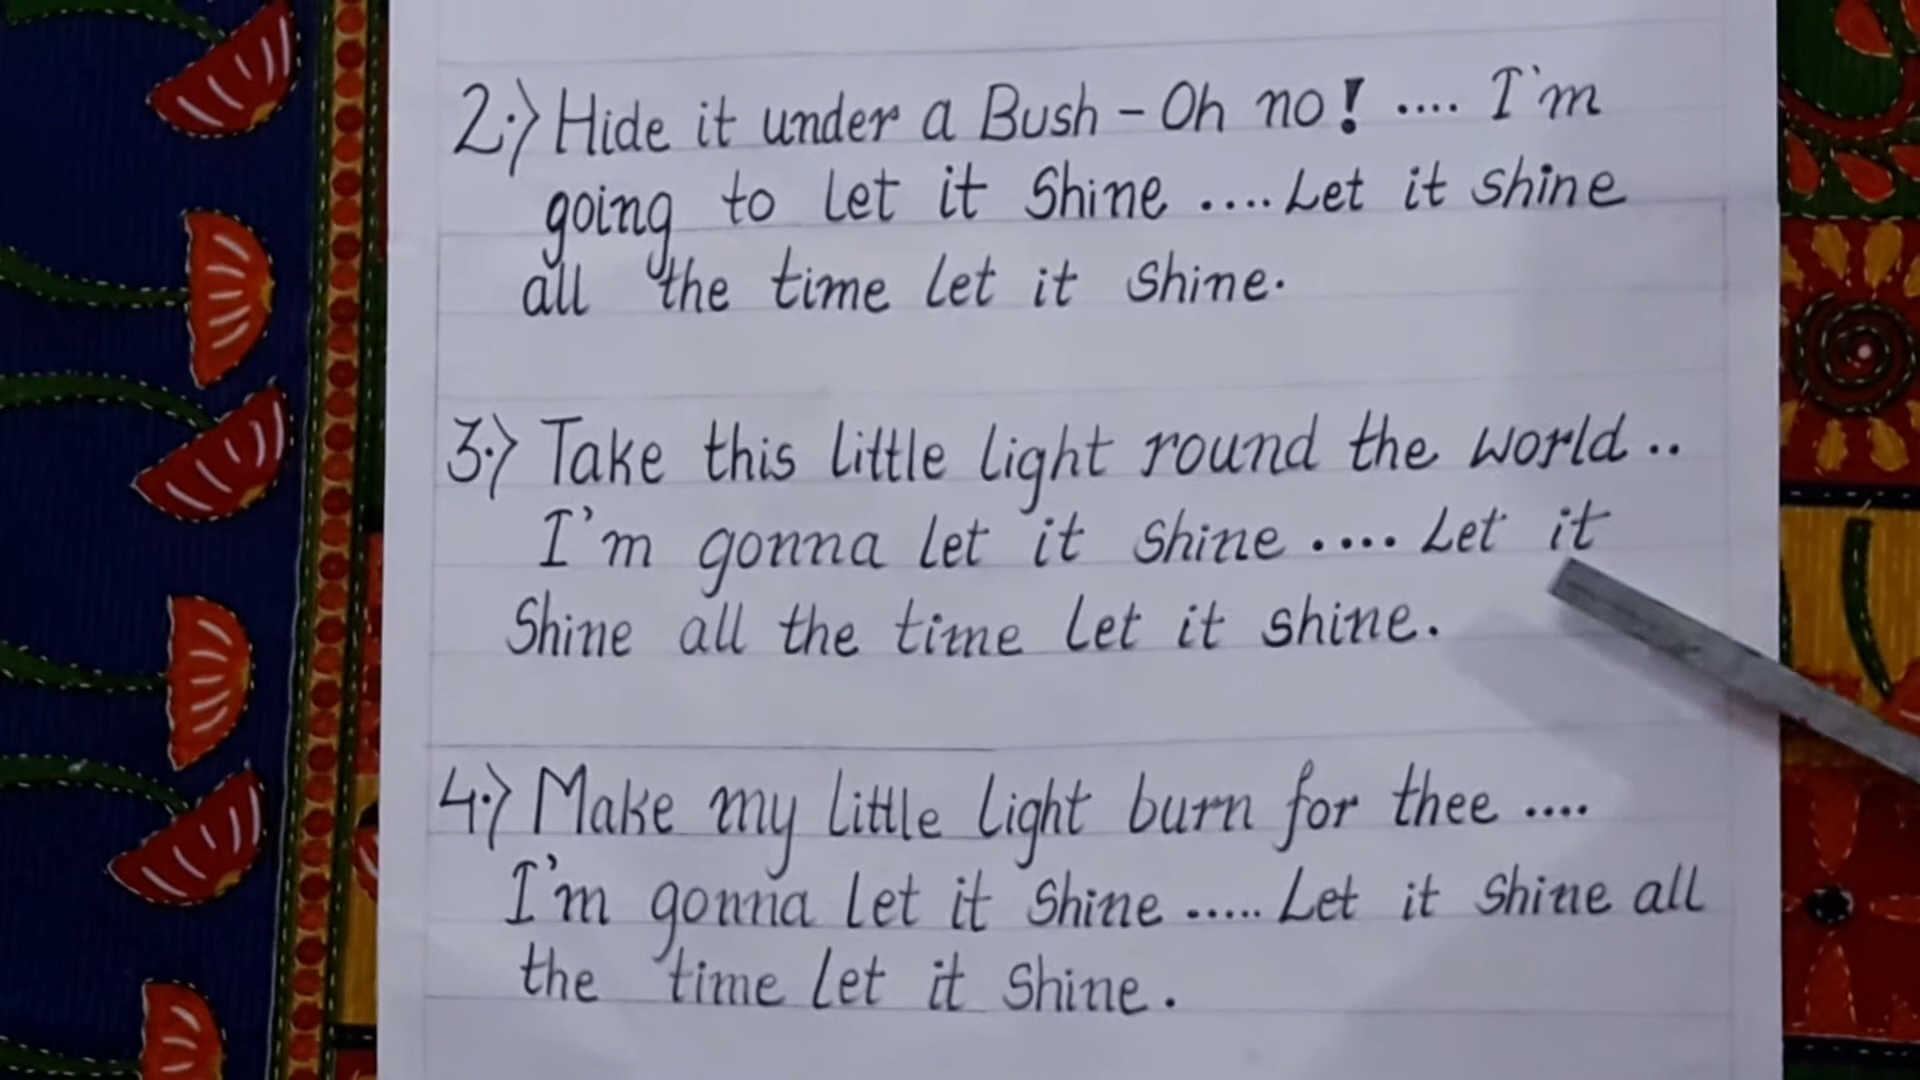 2.) Hide it under a Bush - Oh no! .... I'm
going to let it Shine .... Let it shine
all the time let it shine.
3.) Take this little light round the world ..
I'm gonna let it shine .... Let it
Shine all the time let it shine.
4.) Make my little light burn for thee ....
I'm gonna let it Shine ..... Let it shine all
the time let it Shine.